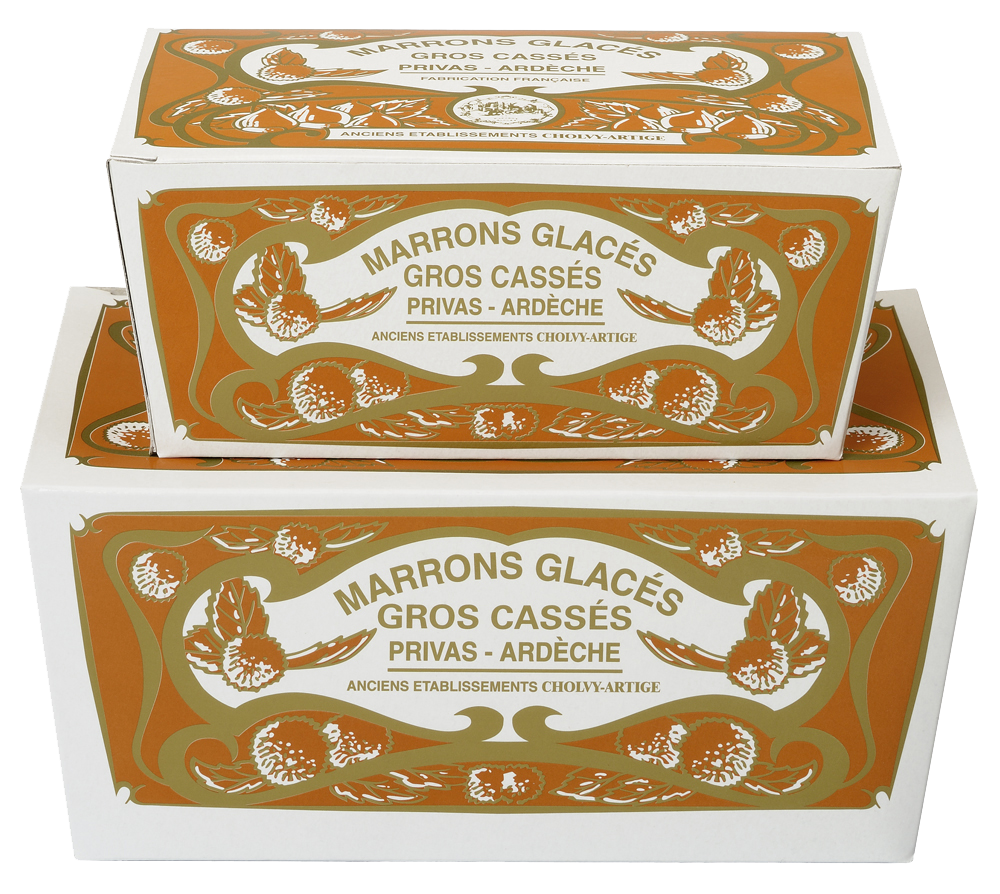 MARRONS GLACÉS
GROS CASSÉS
PRIVAS - ARDÈCHE
FABRICATION FRANÇAISE
ANCIENS ETABLISSEMENTS CHOLVY-ARTIGE
MARRONS GLACÉS
GROS CASSÉS
PRIVAS - ARDÈCHE
ANCIENS ETABLISSEMENTS CHOLVY-ARTIGE
MARRONS GLACÉS
GROS CASSÉS
PRIVAS - ARDÈCHE
ANCIENS ETABLISSEMENTS CHOLVY-ARTIGE